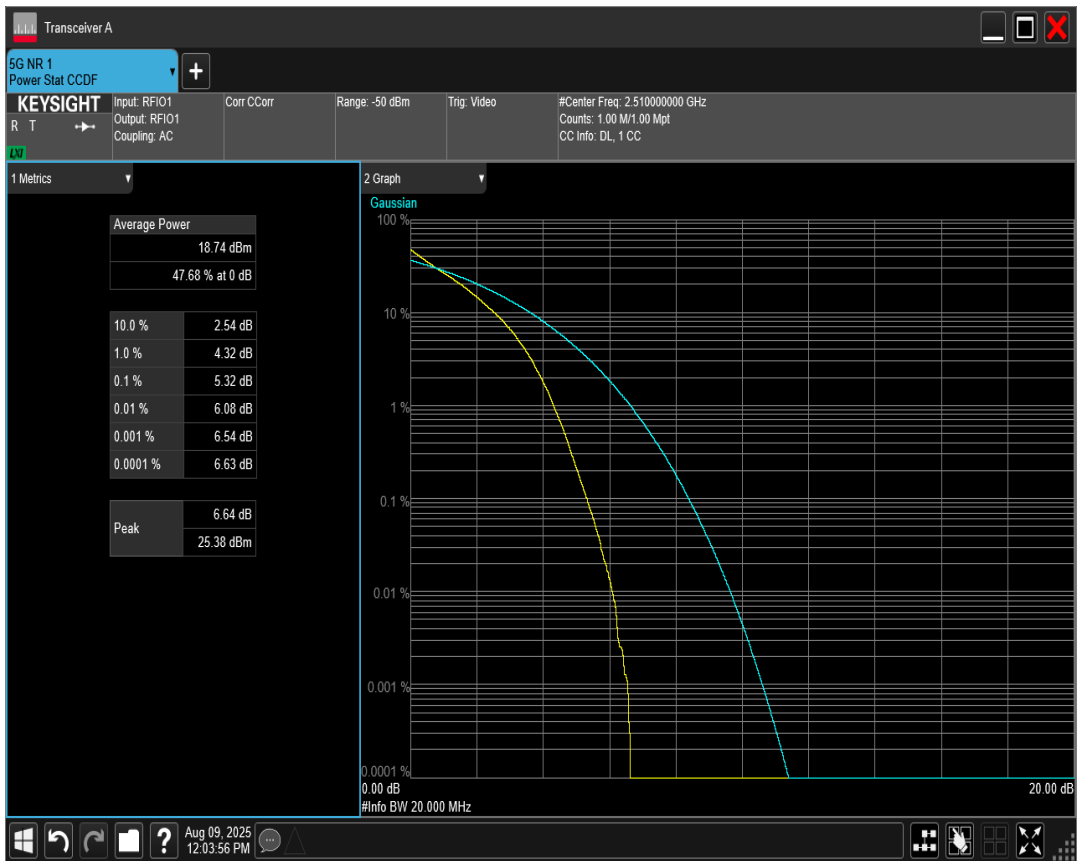 Transceiver A
5G NR 1
Power Stat CCDF
+
KEYSIGHT
R T
LXI
Input: RFIO1
Output: RFIO1
Coupling: AC
Corr CCorr
Range: -50 dBm
Trig: Video
#Center Freq: 2.510000000 GHz
Counts: 1.00 M/1.00 Mpt
CC Info: DL, 1 CC
1 Metrics
Average Power
18.74 dBm
47.68 % at 0 dB
10.0 % 2.54 dB
1.0 % 4.32 dB
0.1 % 5.32 dB
0.01 % 6.08 dB
0.001 % 6.54 dB
0.0001 % 6.63 dB
Peak 6.64 dB
25.38 dBm
2 Graph
Gaussian
100 %
10 %
1 %
0.1 %
0.01 %
0.001 %
0.0001 %
0.00 dB 20.00 dB
#Info BW 20.000 MHz
?
Aug 09, 2025
12:03:56 PM